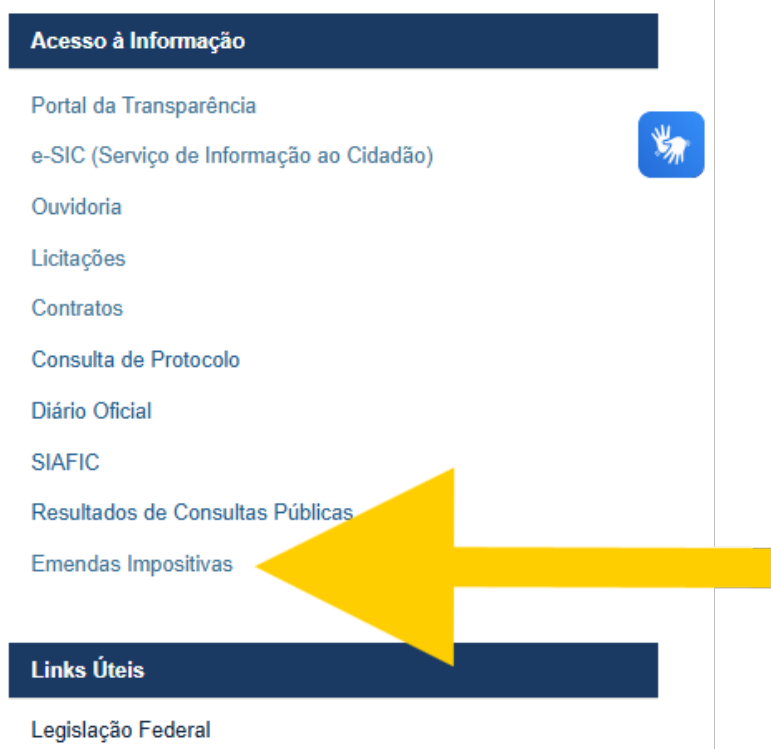 Acesso à Informação
Portal da Transparência
e-SIC (Serviço de Informação ao Cidadão)
Ouvidoria
Licitações
Contratos
Consulta de Protocolo
Diário Oficial
SIAFIC
Resultados de Consultas Públicas
Emendas Impositivas
Links Úteis
Legislação Federal